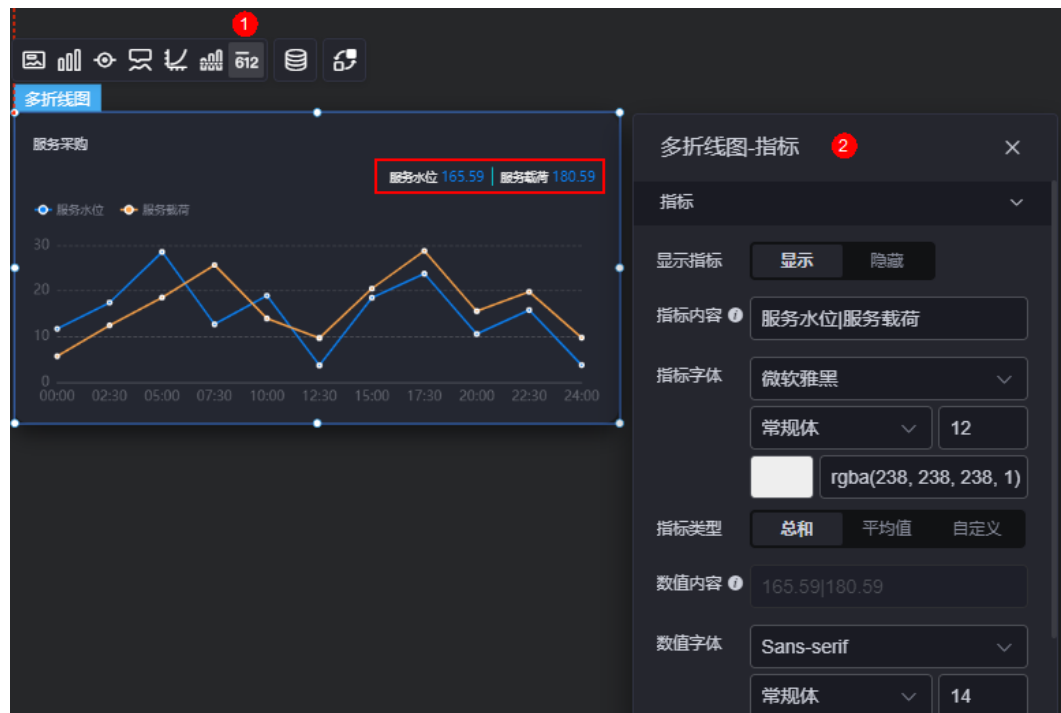 1
612
多折线图
服务采购
服务水位 165.59 服务载荷 180.59
服务水位 服务载荷
30
20
10
0
00:00 02:30 05:00 07:30 10:00 12:30 15:00 17:30 20:00 22:30 24:00
多折线图-指标 2
指标
显示指标 显示 隐藏
指标内容 服务水位|服务载荷
指标字体 微软雅黑
常规体 12
rgba(238, 238, 238, 1)
指标类型 总和 平均值 自定义
数值内容 165.59|180.59
数值字体 Sans-serif
常规体 14